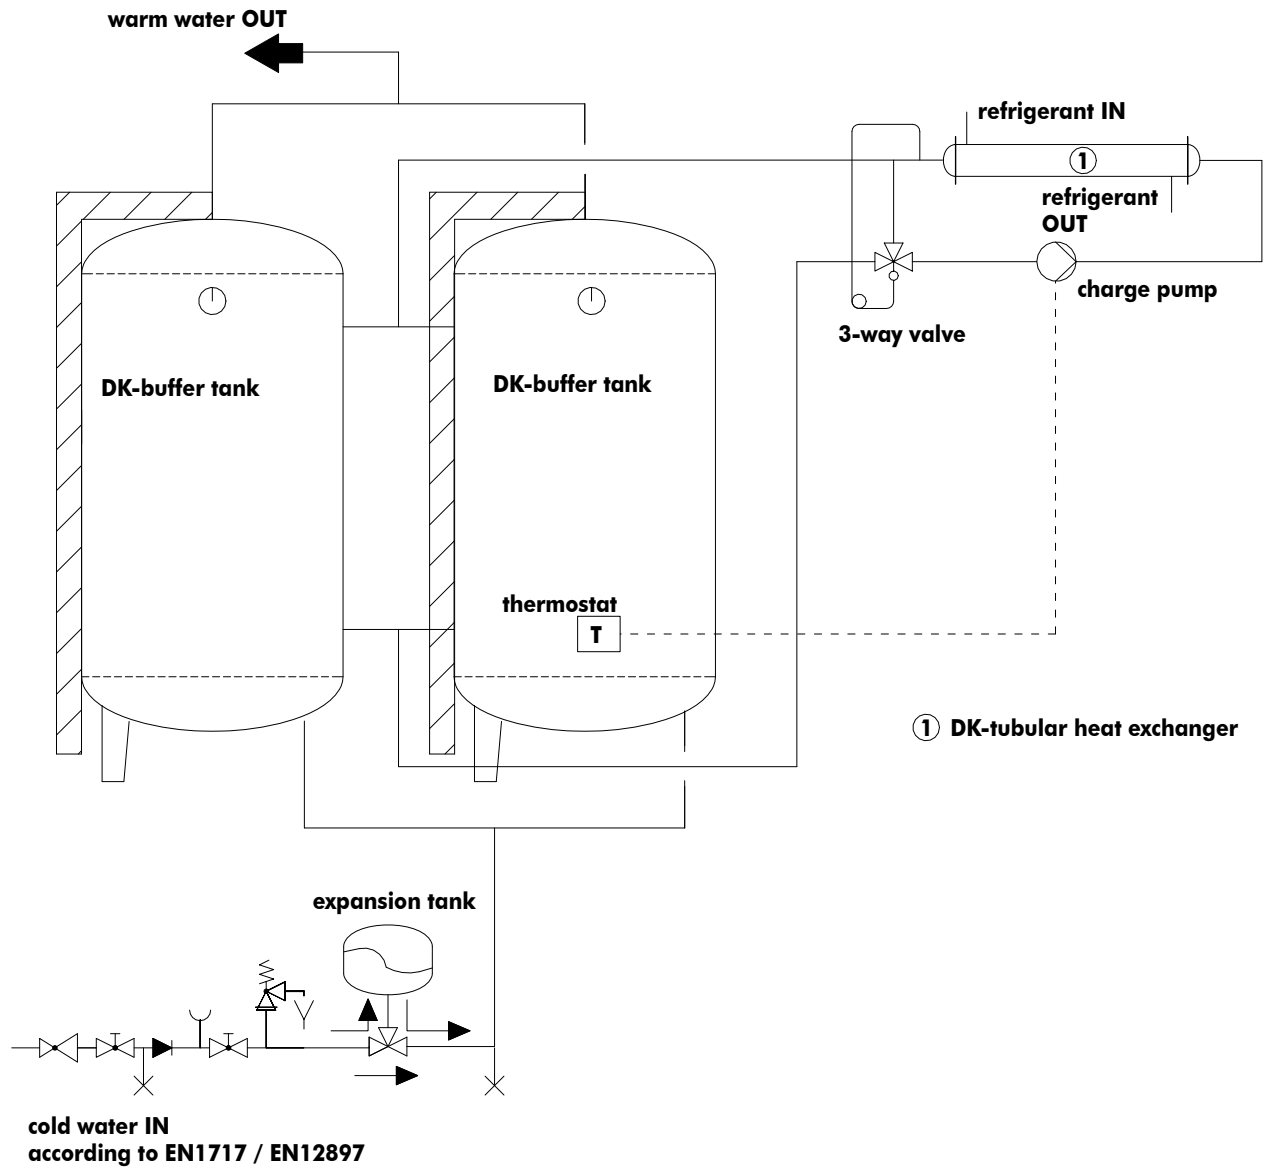 warm water OUT
refrigerant IN
1
refrigerant
OUT
charge pump
3-way valve
DK-buffer tank
DK-buffer tank
thermostat
T
1 DK-tubular heat exchanger
expansion tank
cold water IN
according to EN1717 / EN12897